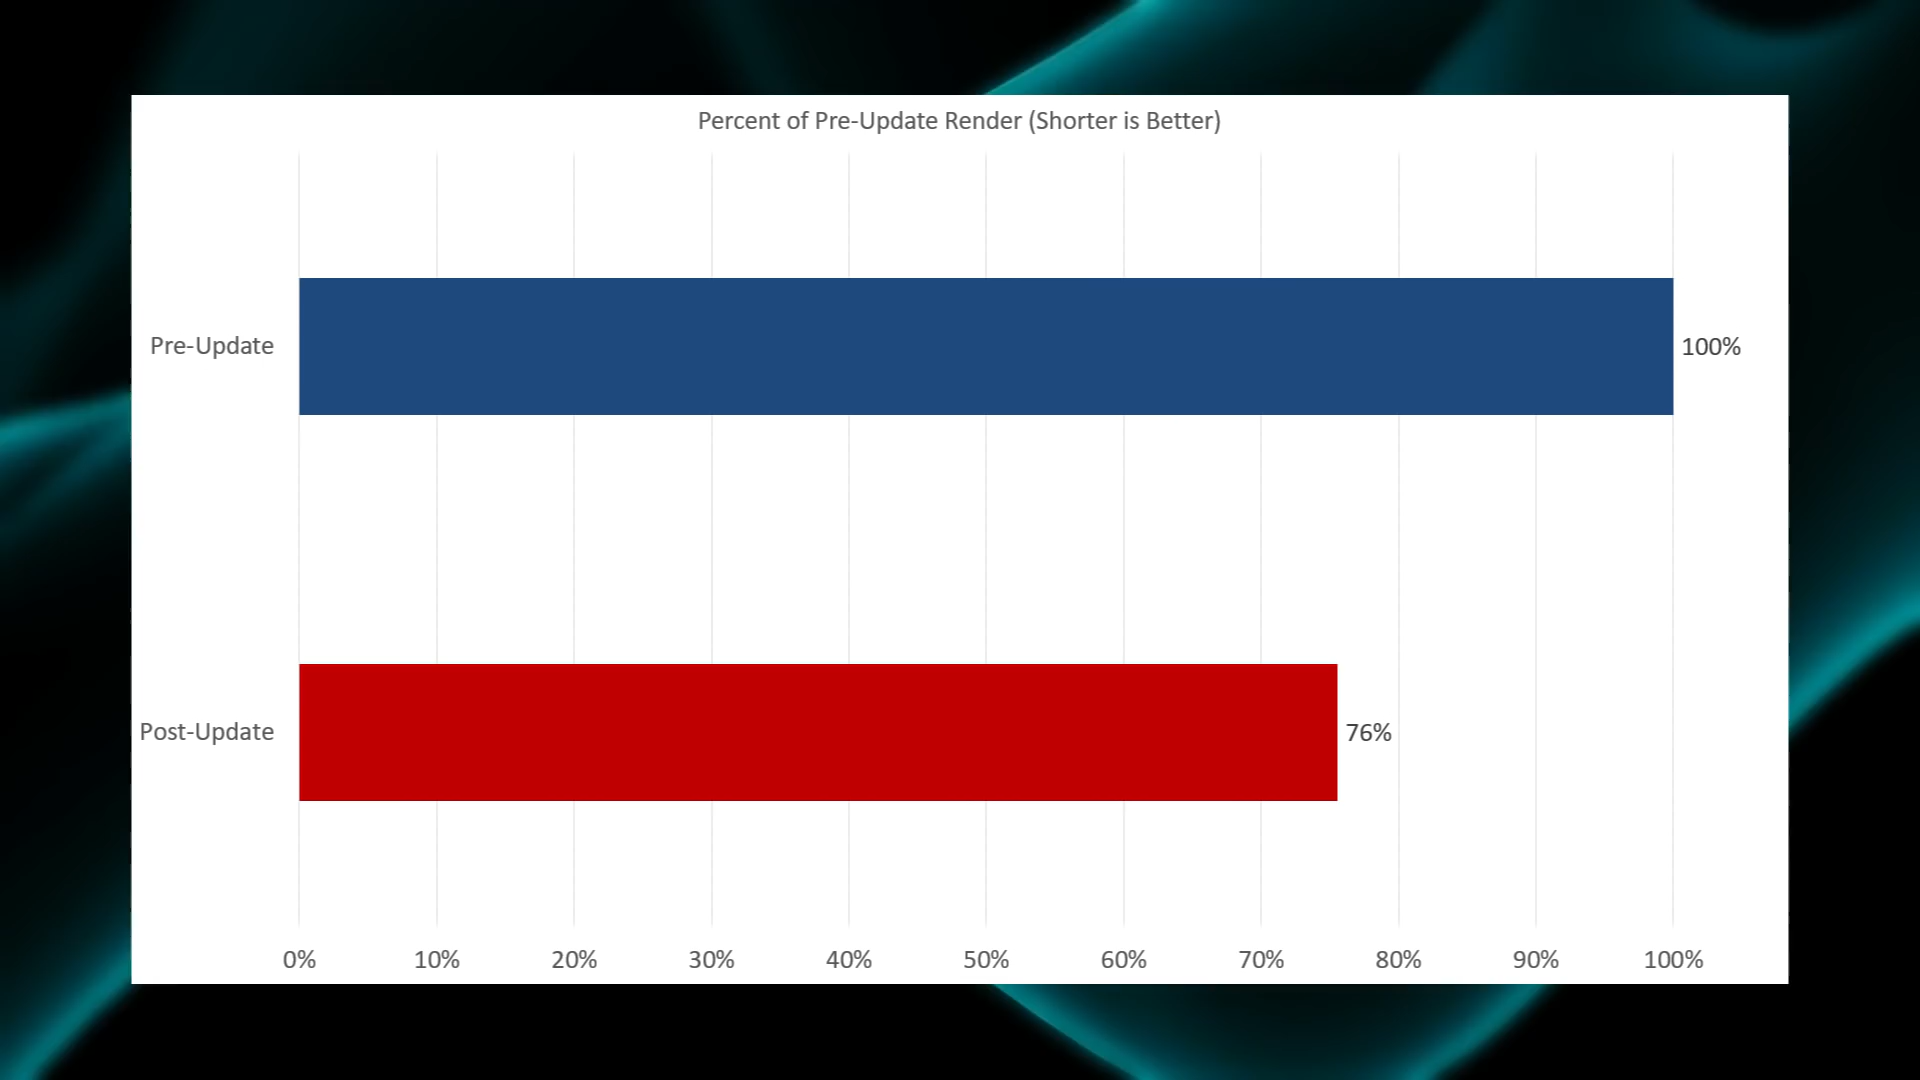 Percent of Pre-Update Render (Shorter is Better)
Pre-Update
100%
Post-Update
76%
0% 10% 20% 30% 40% 50% 60% 70% 80% 90% 100%